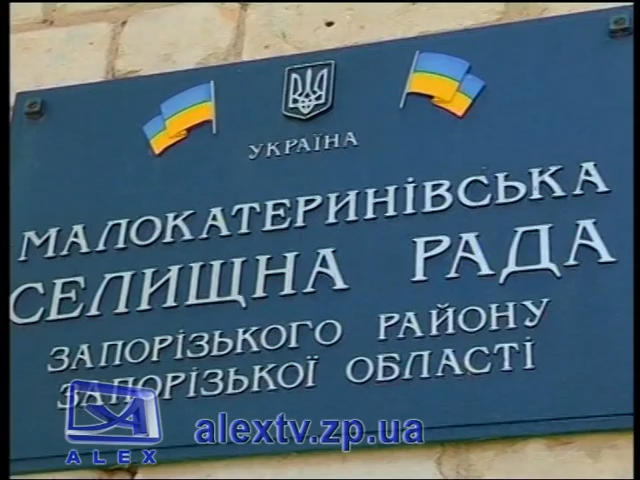 УКРАЇНА
МАЛОКАТЕРИНІВСЬКА
СЕЛИЩНА РАДА
ЗАПОРІЗЬКОГО РАЙОНУ
ЗАПОРІЗЬКОЇ ОБЛАСТІ
ALEX
alextv.zp.ua